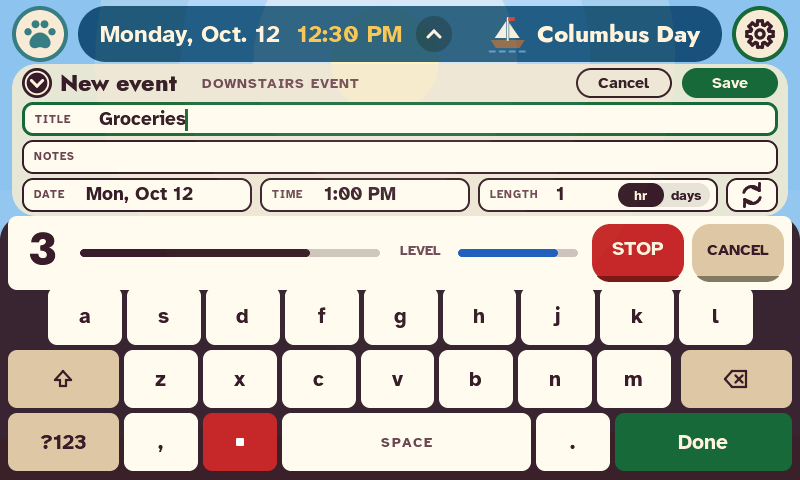 Monday, Oct. 12 12:30 PM Columbus Day
New event DOWNSTAIRS EVENT Cancel Save
TITLE Groceries
NOTES
DATE Mon, Oct 12 TIME 1:00 PM LENGTH 1 hr days
3 LEVEL STOP CANCEL
a s d f g h j k l
z x c v b n m
?123 , SPACE . Done